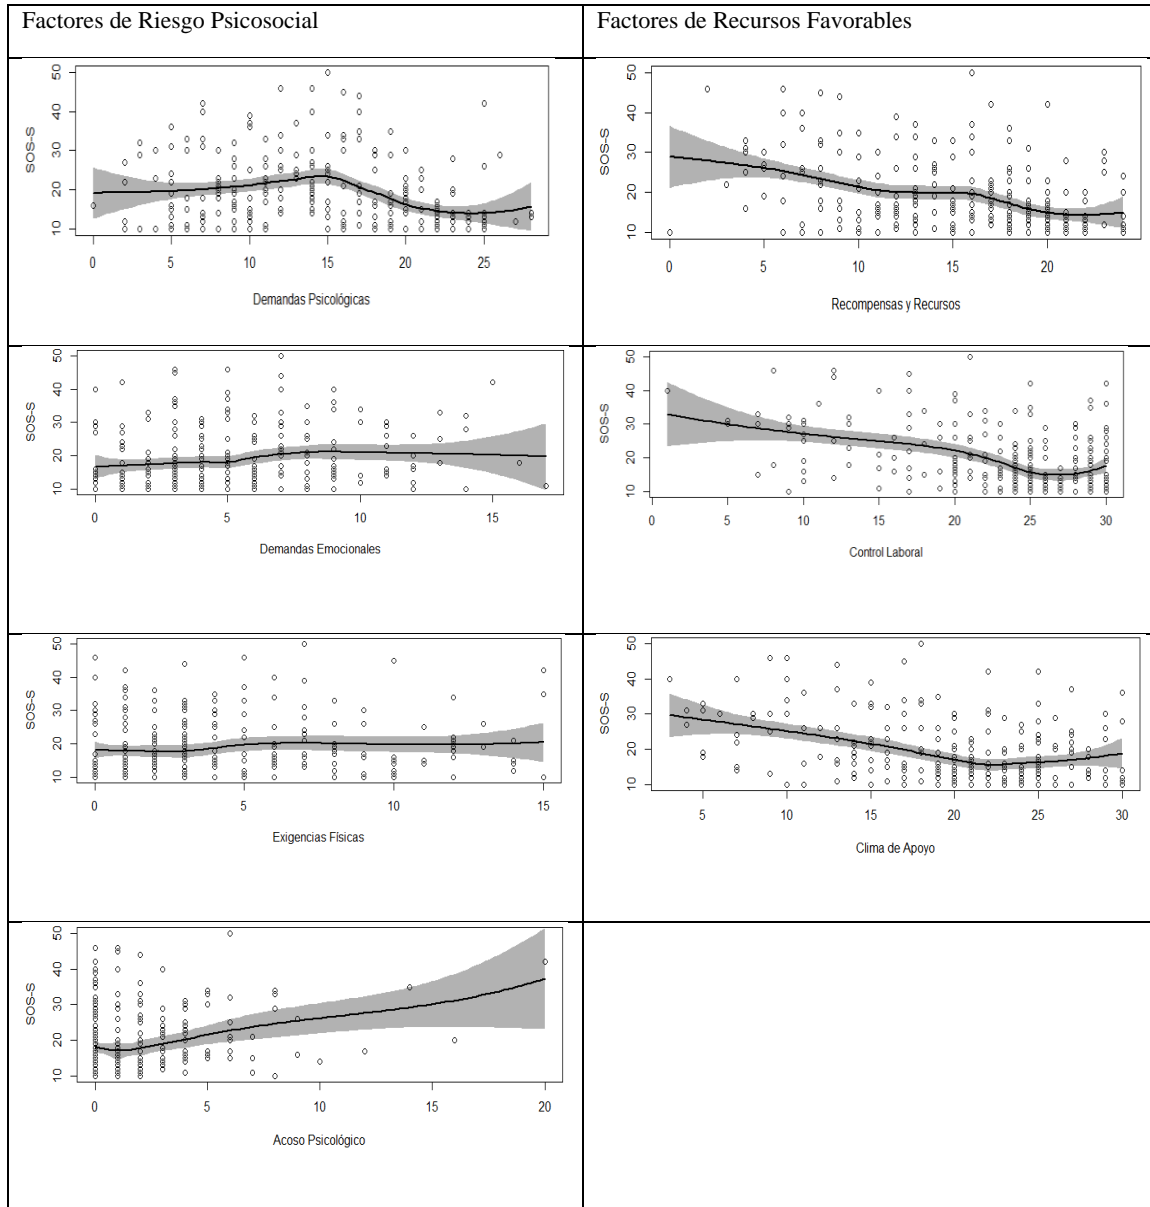 Factores de Riesgo Psicosocial
Factores de Recursos Favorables
SOS-S
50
40
30
20
10
0 5 10 15 20 25
Demandas Psicológicas
SOS-S
50
40
30
20
10
0 5 10 15 20
Recompensas y Recursos
SOS-S
50
40
30
20
10
0 5 10 15
Demandas Emocionales
SOS-S
50
40
30
20
10
0 5 10 15 20 25 30
Control Laboral
SOS-S
50
40
30
20
10
0 5 10 15
Exigencias Físicas
SOS-S
50
40
30
20
10
5 10 15 20 25 30
Clima de Apoyo
SOS-S
50
40
30
20
10
0 5 10 15 20
Acoso Psicológico